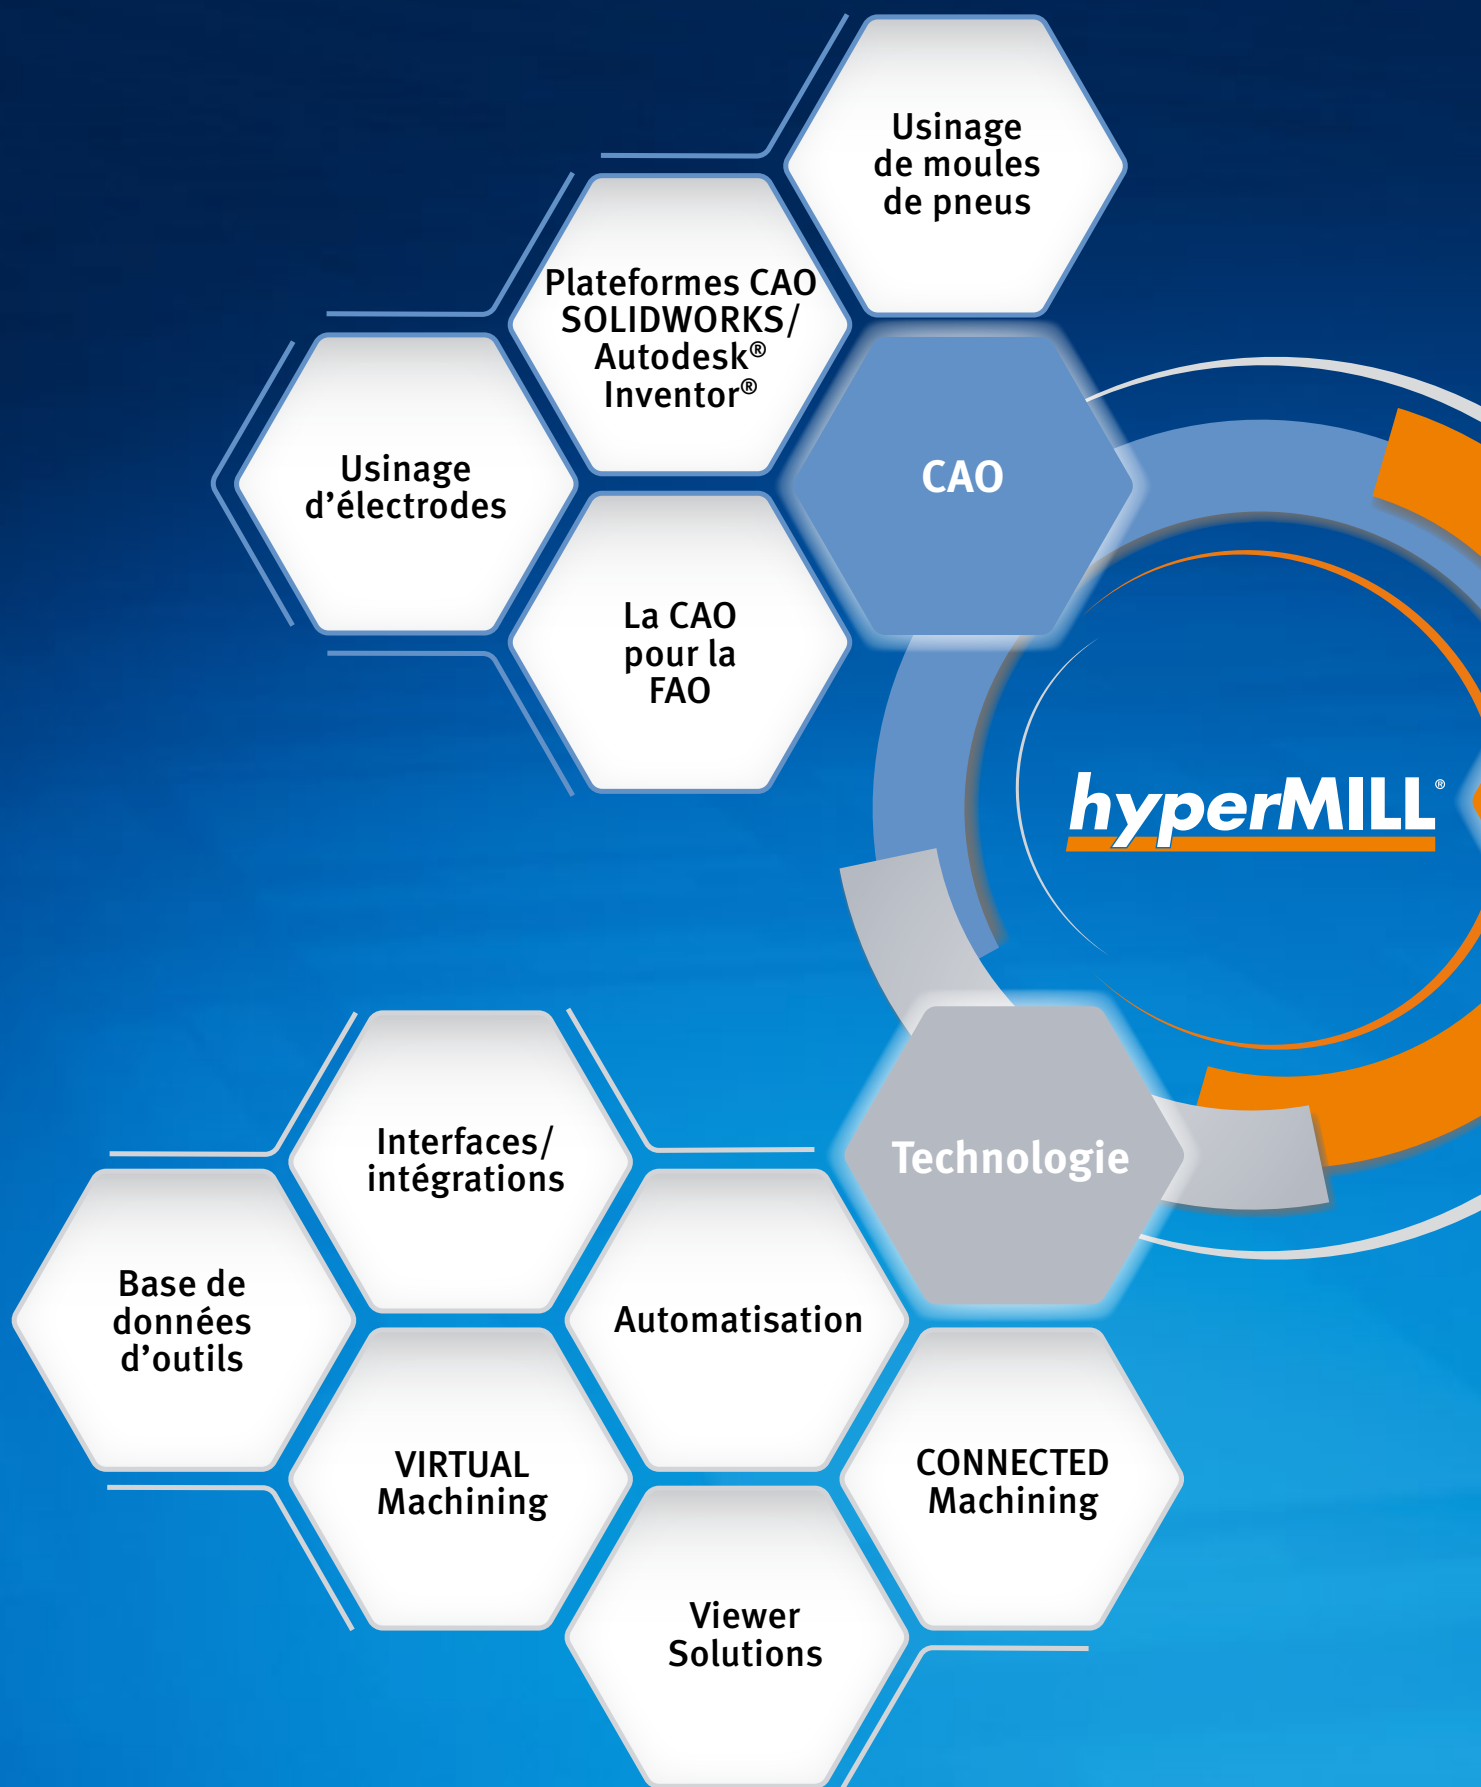 Usinage
de moules
de pneus
Plateformes CAO
SOLIDWORKS/
Autodesk®
Inventor®
Usinage
d’électrodes
CAO
La CAO
pour la
FAO
hyperMILL®
Interfaces/
intégrations
Technologie
Base de
données
d’outils
Automatisation
VIRTUAL
Machining
CONNECTED
Machining
Viewer
Solutions